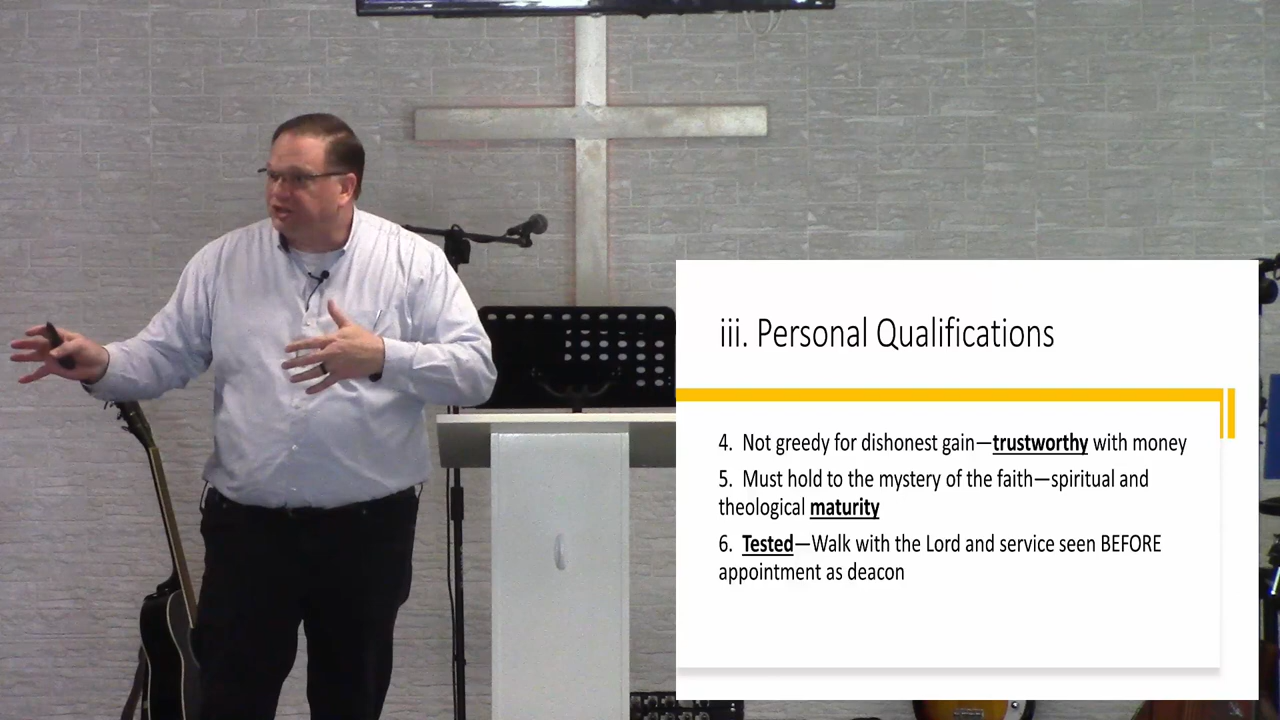 iii. Personal Qualifications
4. Not greedy for dishonest gain—trustworthy with money
5. Must hold to the mystery of the faith—spiritual and
theological maturity
6. Tested—Walk with the Lord and service seen BEFORE
appointment as deacon